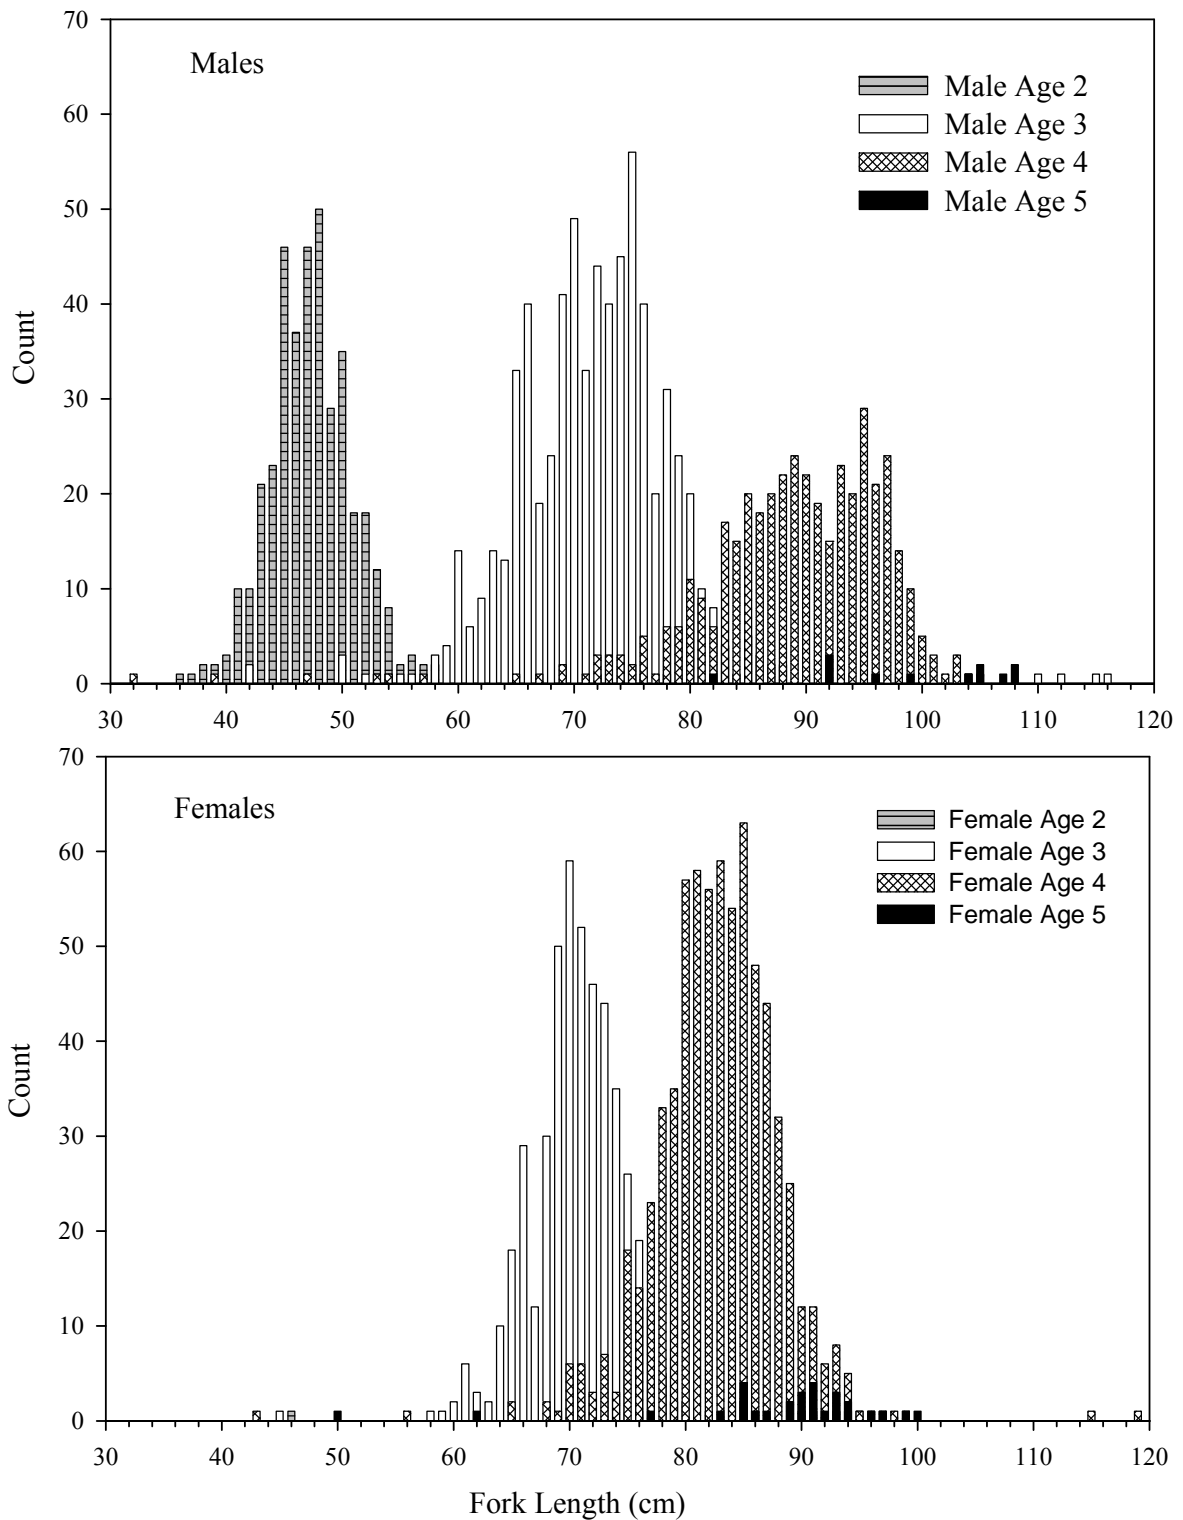 70
Males
Male Age 2
60
Male Age 3
Male Age 4
50
Male Age 5
40
Count
30
20
10
0
30 40 50 60 70 80 90 100 110 120
70
Females
Female Age 2
60
Female Age 3
Female Age 4
50
Female Age 5
40
Count
30
20
10
0
30 40 50 60 70 80 90 100 110 120
Fork Length (cm)